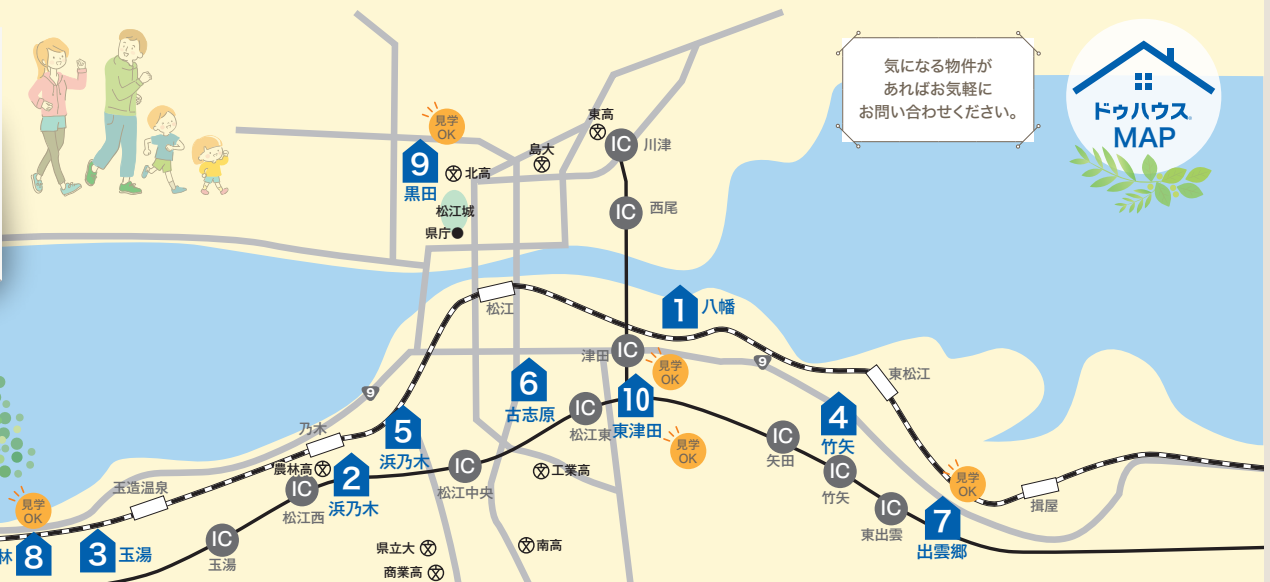 気になる物件が
あればお気軽に
お問い合わせください。
ドゥハウス®
MAP
見学
OK
9
黒田
北高
松江城
県庁
島大
東高
IC
川津
IC
西尾
松江
1
八幡
津田
IC
見学
OK
9
東松江
9
6
古志原
10
東津田
IC
松江東
見学
OK
4
竹矢
IC
矢田
IC
竹矢
乃木
5
浜乃木
農林高
2
浜乃木
IC
松江西
IC
松江中央
工業高
玉造温泉
見学
OK
林
8
3
玉湯
IC
玉湯
県立大
商業高
南高
IC
東出雲
見学
OK
7
出雲郷
揖屋